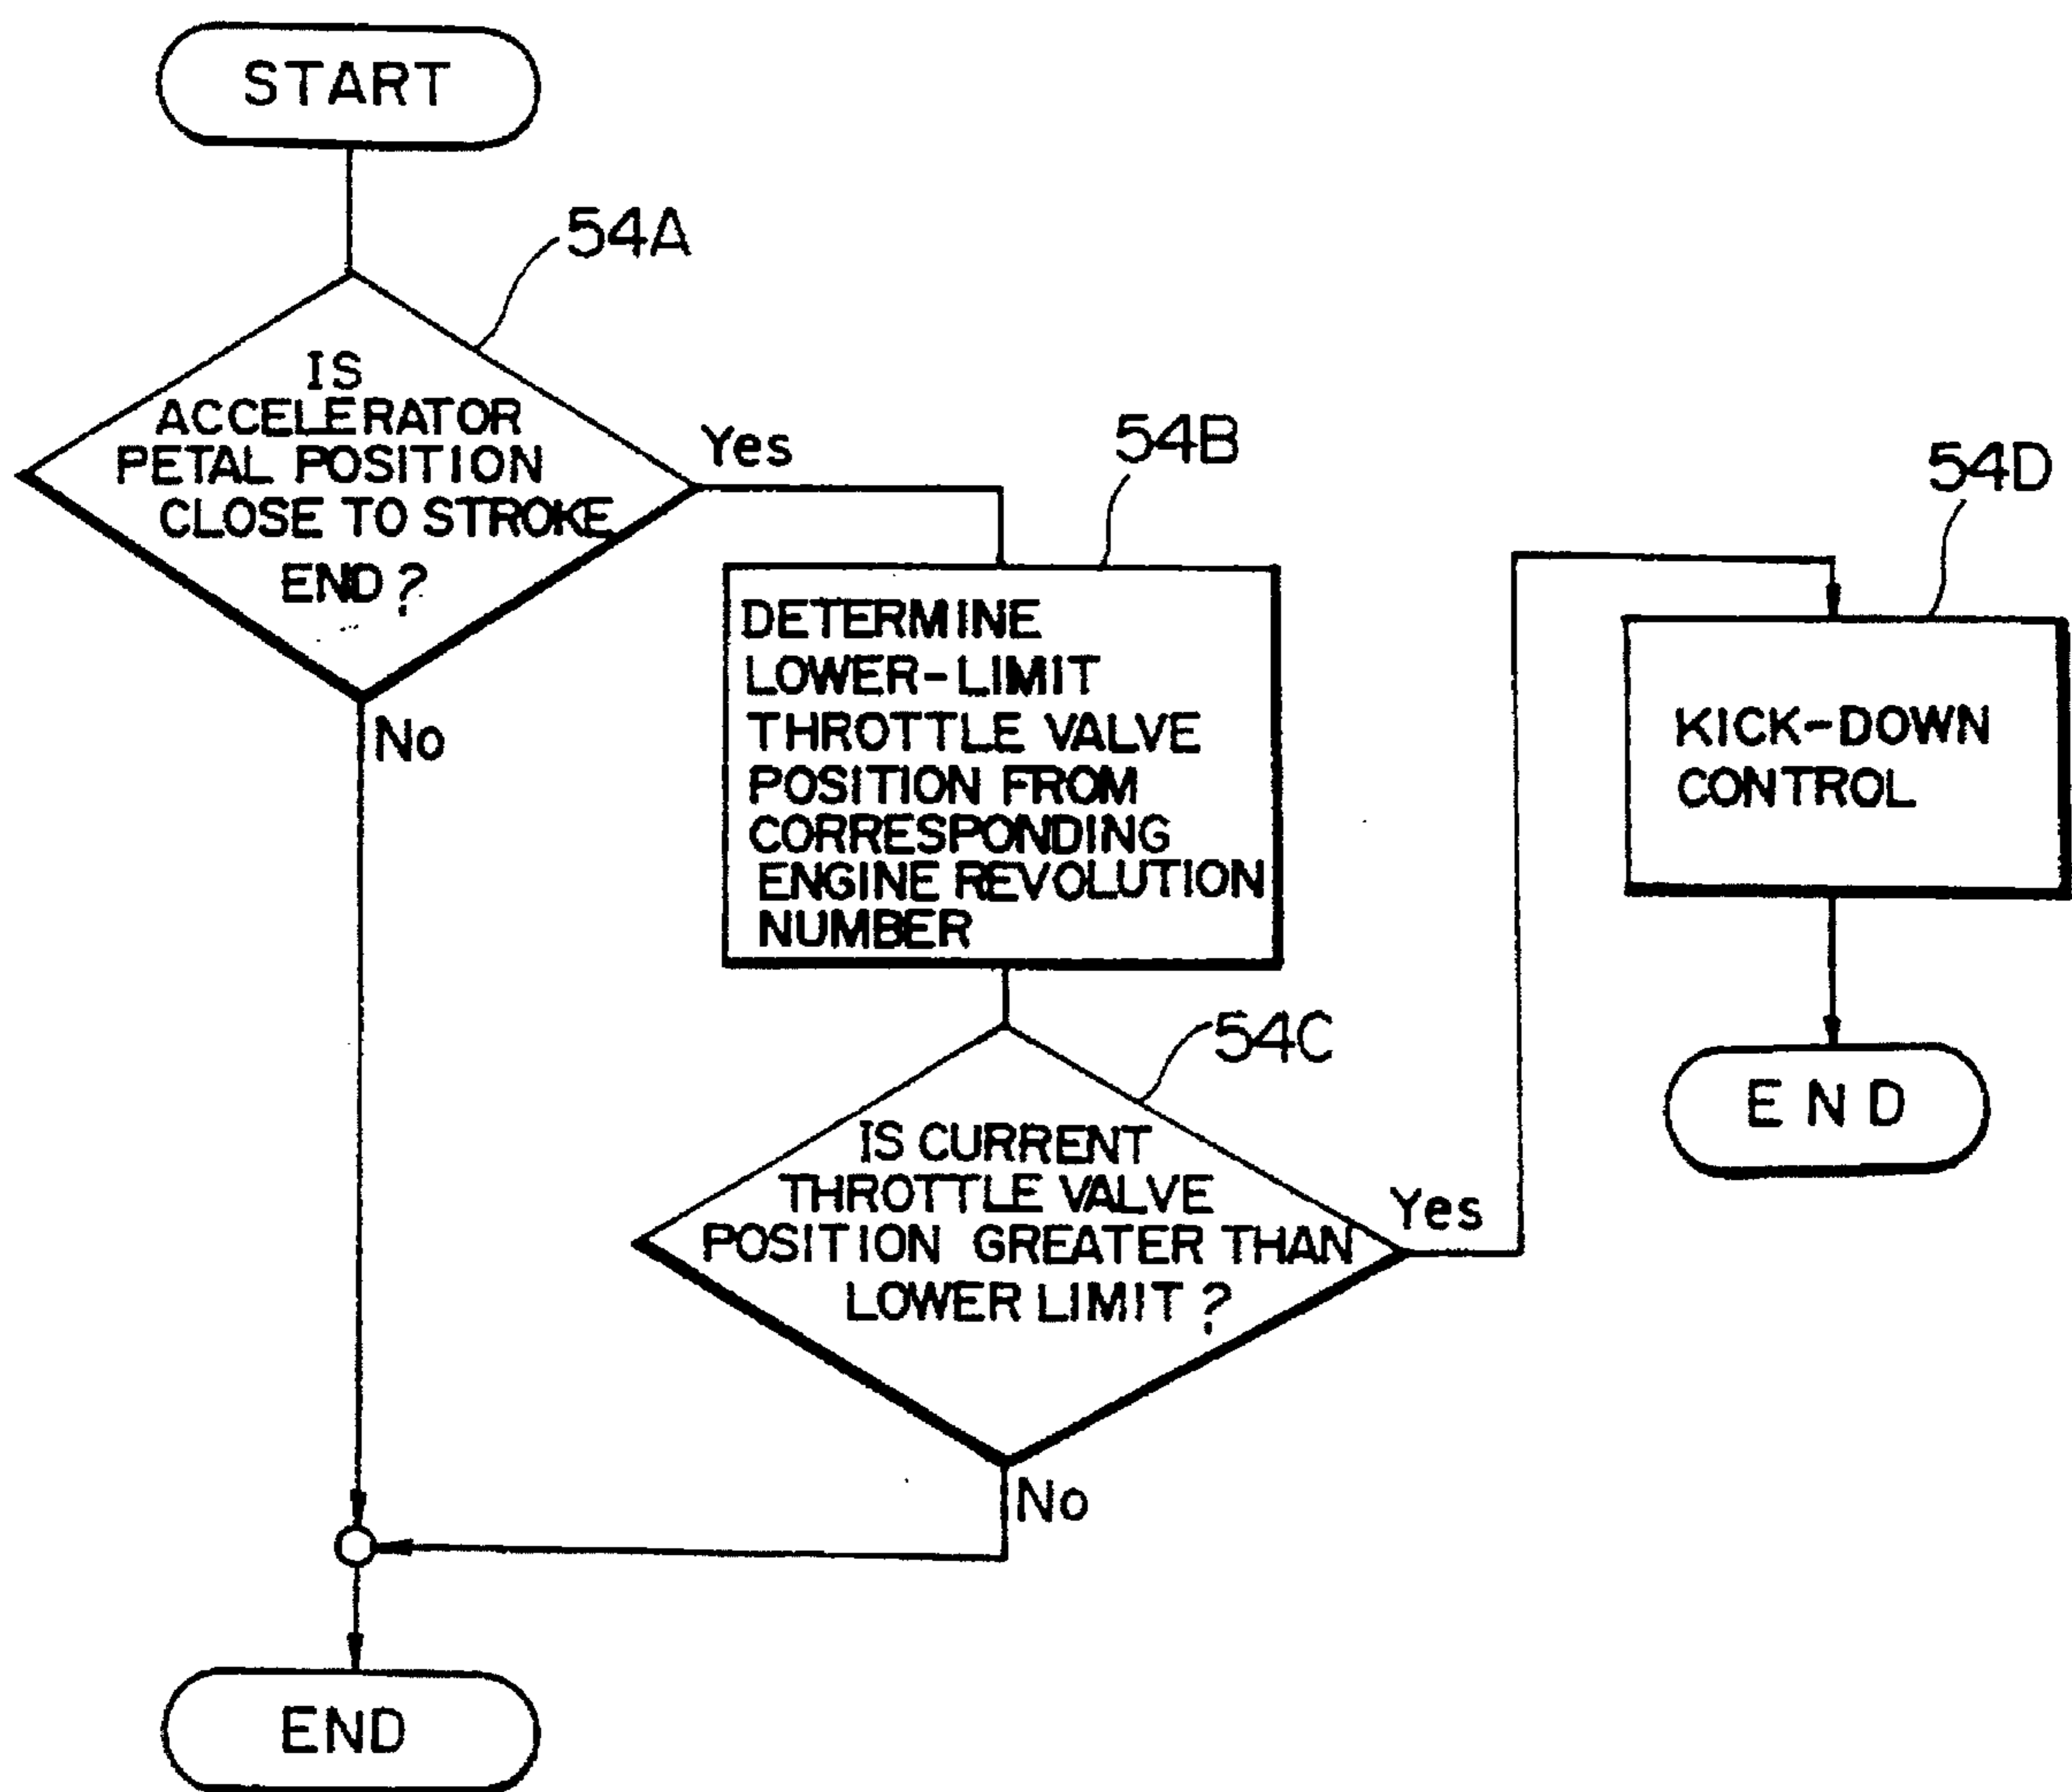 START
54A
IS
ACCELERATOR
PETAL POSITION
CLOSE TO STROKE
END?
Yes
No
54B
DETERMINE
LOWER-LIMIT
THROTTLE VALVE
POSITION FROM
CORRESPONDING
ENGINE REVOLUTION
NUMBER
54C
IS CURRENT
THROTTLE VALVE
POSITION GREATER THAN
LOWER LIMIT?
Yes
No
54D
KICK-DOWN
CONTROL
END
END